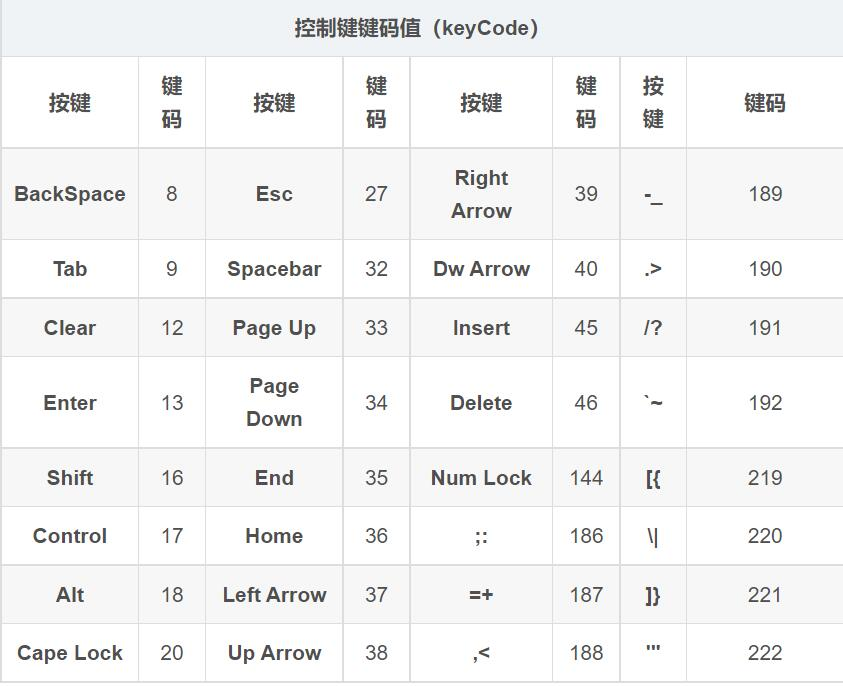 控制键键码值（keyCode）
按键 键码 按键 键码 按键 键码 按键 键码
BackSpace 8 Esc 27 Right Arrow 39 -_ 189
Tab 9 Spacebar 32 Dw Arrow 40 .> 190
Clear 12 Page Up 33 Insert 45 /? 191
Enter 13 Page Down 34 Delete 46 `~ 192
Shift 16 End 35 Num Lock 144 [{ 219
Control 17 Home 36 ;: 186 \| 220
Alt 18 Left Arrow 37 =+ 187 ]} 221
Cape Lock 20 Up Arrow 38 ,< 188 '" 222